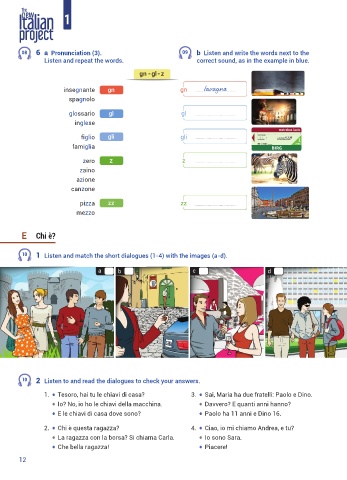 The
new
Italian
project
1
08
6 a Pronunciation (3).
Listen and repeat the words.
09
b Listen and write the words next to the
correct sound, as in the example in blue.
gn - gl - z
insegnante
spagnolo
gn
gn
lavagna
glossario
inglese
gl
gl
figlio
famiglia
gli
gli
zero
zaino
azione
canzone
z
z
pizza
mezzo
zz
zz
E Chi è?
10
1 Listen and match the short dialogues (1-4) with the images (a-d).
a
b
c
d
10
2 Listen to and read the dialogues to check your answers.
1. • Tesoro, hai tu le chiavi di casa?
• Io? No, io ho le chiavi della macchina.
• E le chiavi di casa dove sono?
2. • Chi è questa ragazza?
• La ragazza con la borsa? Si chiama Carla.
• Che bella ragazza!
3. • Sai, Maria ha due fratelli: Paolo e Dino.
• Davvero? E quanti anni hanno?
• Paolo ha 11 anni e Dino 16.
4. • Ciao, io mi chiamo Andrea, e tu?
• Io sono Sara.
• Piacere!
12